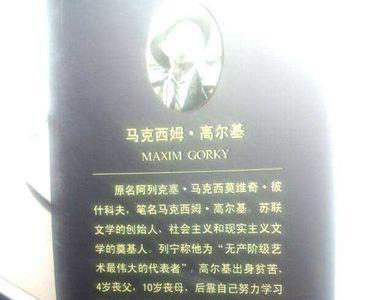 马克西姆·高尔基
MAXIM GORKY
原名阿列克塞·马克西莫维奇·彼
什科夫，笔名马克西姆·高尔基。苏联
文学的创始人，社会主义和现实主义文
学的奠基人。列宁称他为“无产阶级艺
术最伟大的代表者”。高尔基出身贫苦，
4岁丧父，10岁丧母，后靠自己努力学习